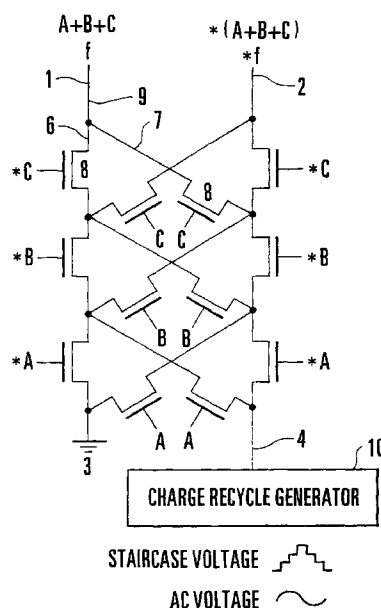 A+B+C *(A+B+C)
f *f
1 2
9
6 7
*C 8 8 *C
C C
*B *B
B B
*A *A
A A
3 4
10
CHARGE RECYCLE GENERATOR
STAIRCASE VOLTAGE
AC VOLTAGE